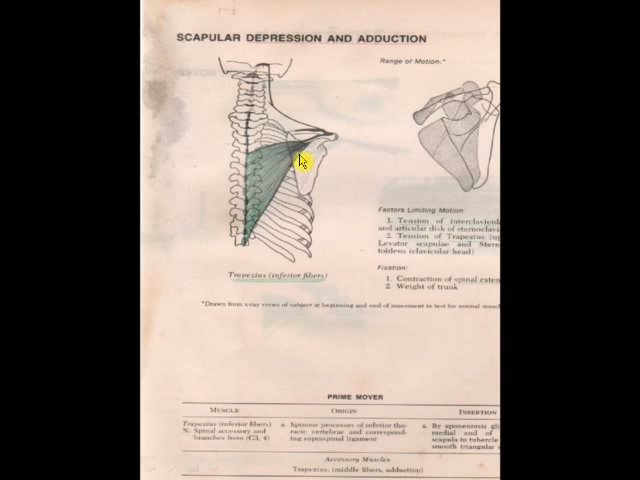 SCAPULAR DEPRESSION AND ADDUCTION
Range of Motion.*
Factors Limiting Motion:
1. Tension of interclavicul
and articular disk of sternoclavi
2. Tension of Trapezius (up
Levator scapulae and Stern
toideus (clavicular head)
Fixation:
1. Contraction of spinal exten
2. Weight of trunk
Trapezius (inferior fibers)
*Drawn from x-ray views of subject at beginning and end of movement in test for normal musc
PRIME MOVER
MUSCLE ORIGIN INSERTION
Trapezius (inferior fibers) a. Spinous processes of inferior tho- a. By aponeurosis gli
N: Spinal accessory and racic vertebrae and correspond- medial end of
branches from (C3, 4) ing supraspinal ligament scapula to tubercle
smooth triangular
Accessory Muscles
Trapezius: (middle fibers, adduction)